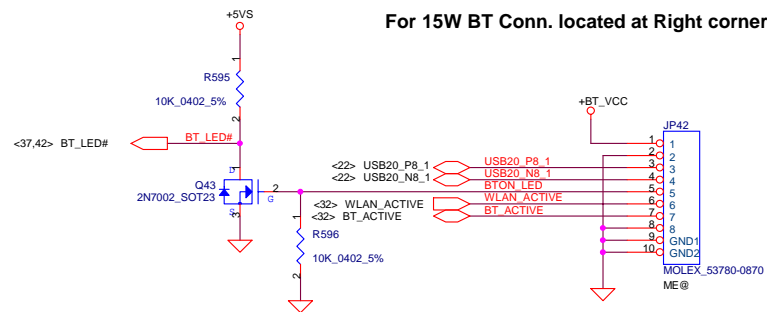 For 15W BT Conn. located at Right corner
+5VS
1
R595
10K_0402_5%
2
+BT_VCC
<37,42> BT_LED#
BT_LED#
JP42
1 1
2 2
<22> USB20_P8_1 USB20_P8_1 3 3
<22> USB20_N8_1 USB20_N8_1 4 4
BTON_LED 5 5
<32> WLAN_ACTIVE WLAN_ACTIVE 6 6
<32> BT_ACTIVE BT_ACTIVE 7 7
8 8
9 GND1
10 GND2
MOLEX_53780-0870
ME@
1
D
Q43
2N7002_SOT23
2
G
S
3
1
R596
10K_0402_5%
2